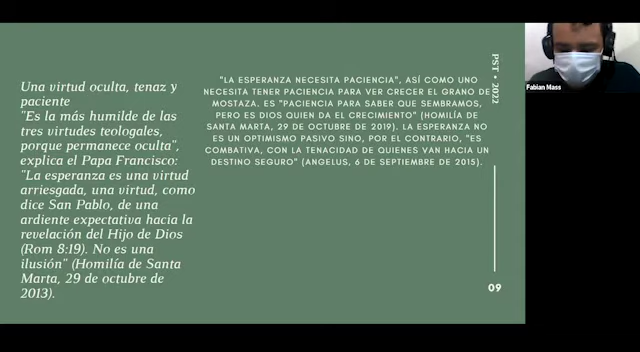 Una virtud oculta, tenaz y
paciente
"Es la más humilde de las
tres virtudes teologales,
porque permanece oculta",
explica el Papa Francisco:
"La esperanza es una virtud
arriesgada, una virtud, como
dice San Pablo, de una
ardiente expectativa hacia la
revelación del Hijo de Dios
(Rom 8:19). No es una
ilusión" (Homilía de Santa
Marta, 29 de octubre de
2013).
"LA ESPERANZA NECESITA PACIENCIA", ASÍ COMO UNO
NECESITA TENER PACIENCIA PARA VER CRECER EL GRANO DE
MOSTAZA. ES "PACIENCIA PARA SABER QUE SEMBRAMOS,
PERO ES DIOS QUIEN DA EL CRECIMIENTO" (HOMILÍA DE
SANTA MARTA, 29 DE OCTUBRE DE 2019). LA ESPERANZA NO
ES UN OPTIMISMO PASIVO SINO, POR EL CONTRARIO, "ES
COMBATIVA, CON LA TENACIDAD DE QUIENES VAN HACIA UN
DESTINO SEGURO" (ANGELUS, 6 DE SEPTIEMBRE DE 2015).
PST • 2022
09
Fabian Mass